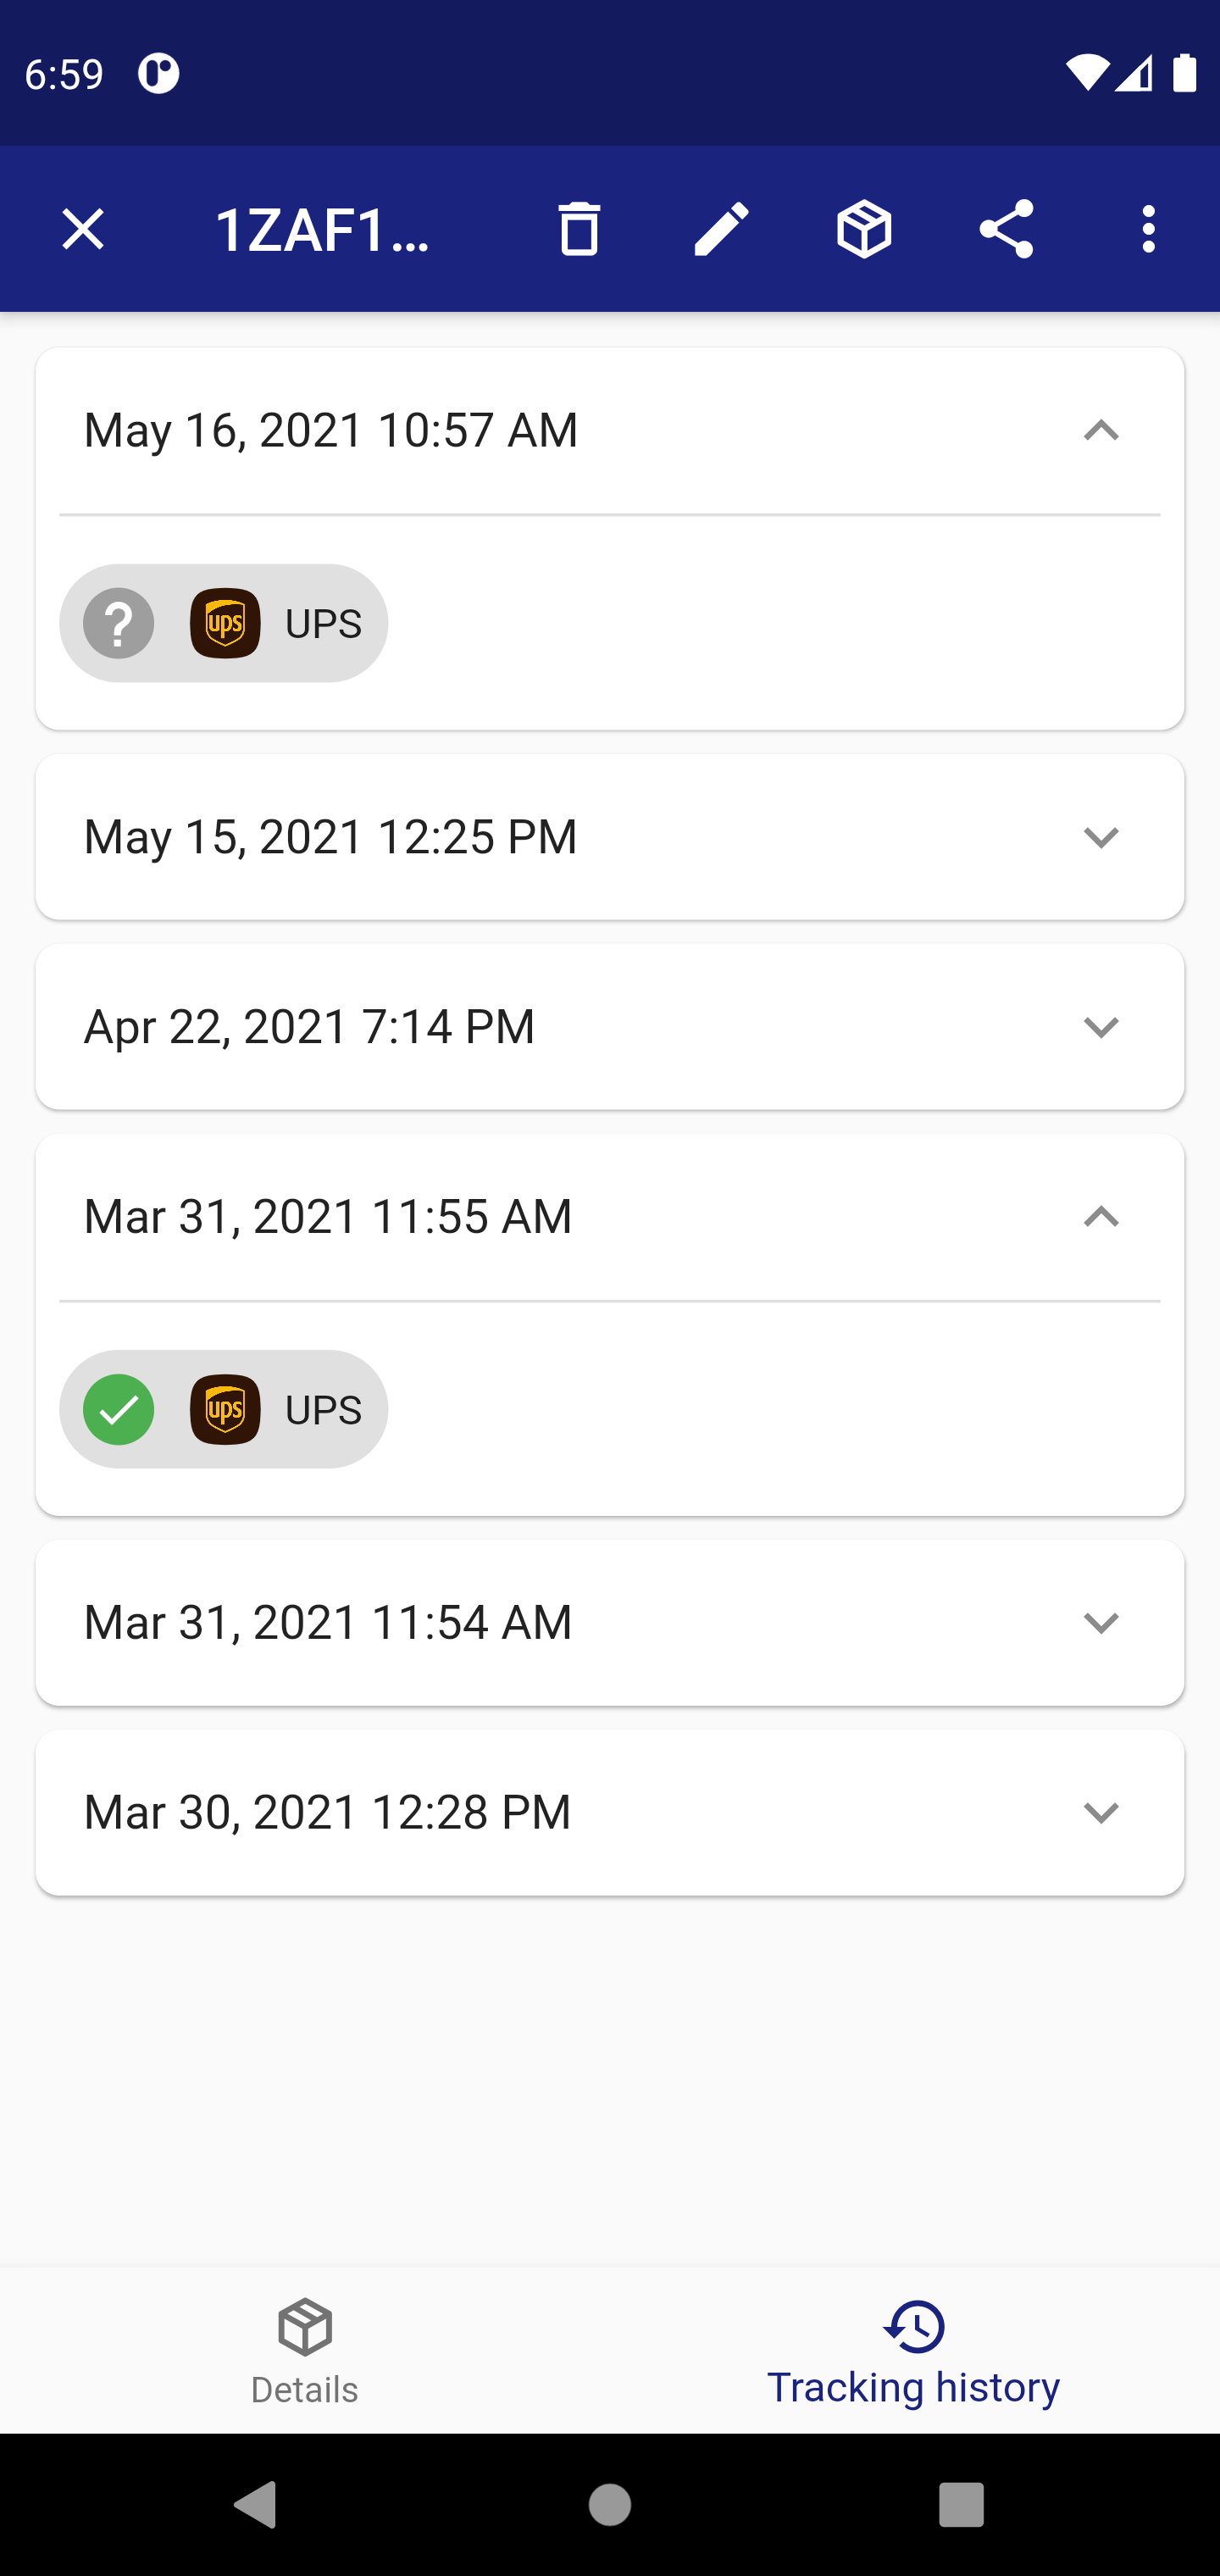 6:59
1ZAF1...
May 16, 2021 10:57 AM
? ups UPS
May 15, 2021 12:25 PM
Apr 22, 2021 7:14 PM
Mar 31, 2021 11:55 AM
ups UPS
Mar 31, 2021 11:54 AM
Mar 30, 2021 12:28 PM
Details
Tracking history